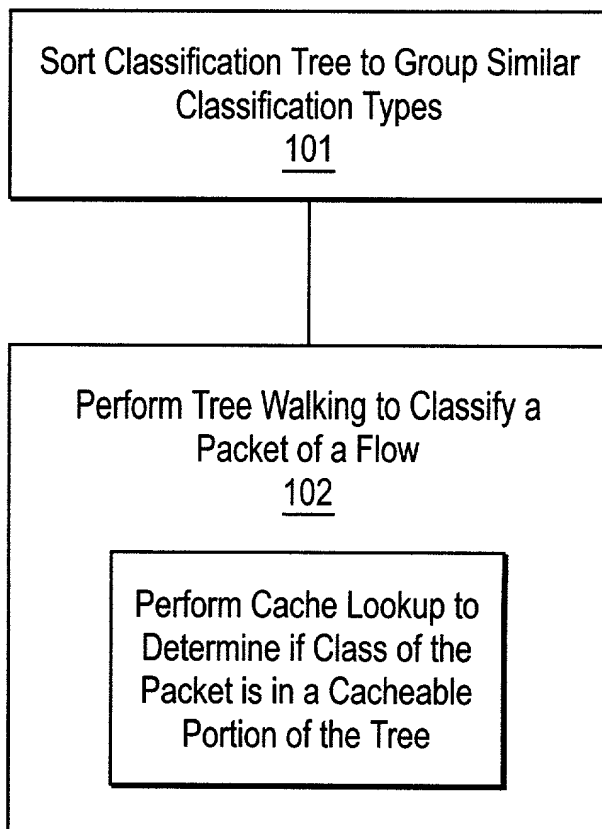 Sort Classification Tree to Group Similar
Classification Types
101
Perform Tree Walking to Classify a
Packet of a Flow
102
Perform Cache Lookup to
Determine if Class of the
Packet is in a Cacheable
Portion of the Tree